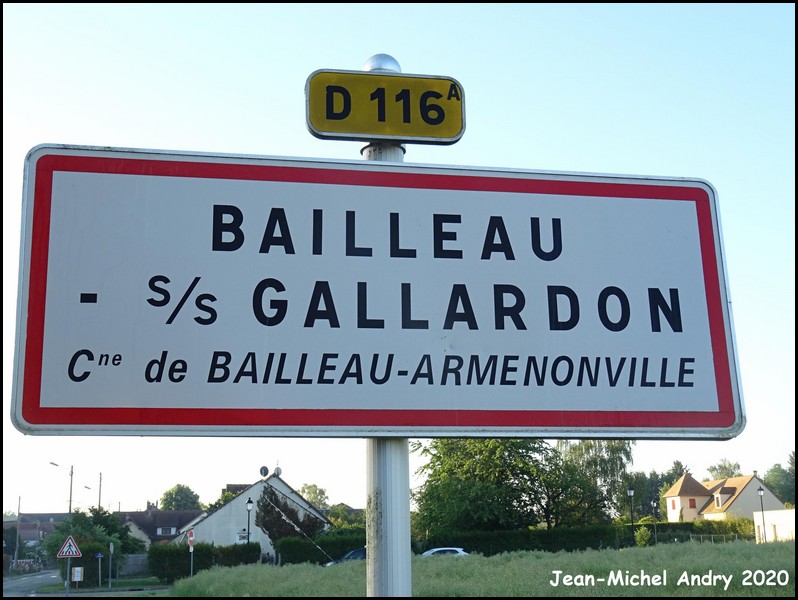 D 116A
BAILLEAU
- S/S GALLARDON
Cne de BAILLEAU-ARMENONVILLE
Jean-Michel Andry 2020